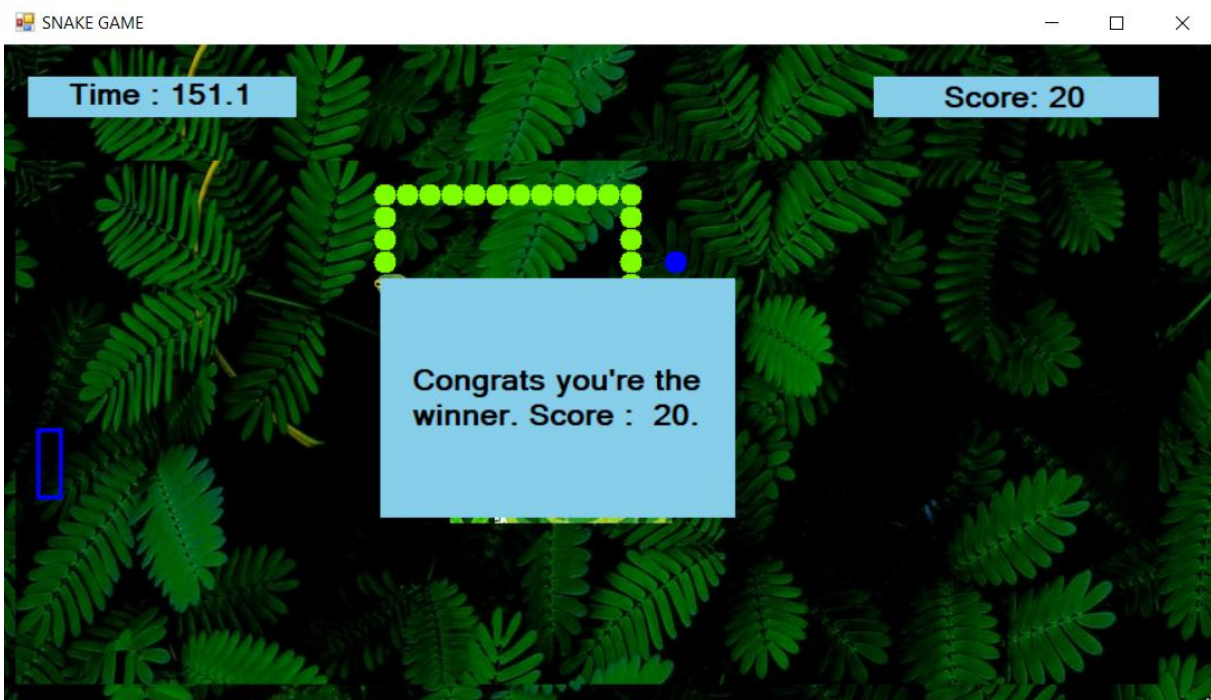 SNAKE GAME
Time : 151.1
Score: 20
Congrats you're the
winner. Score :  20.